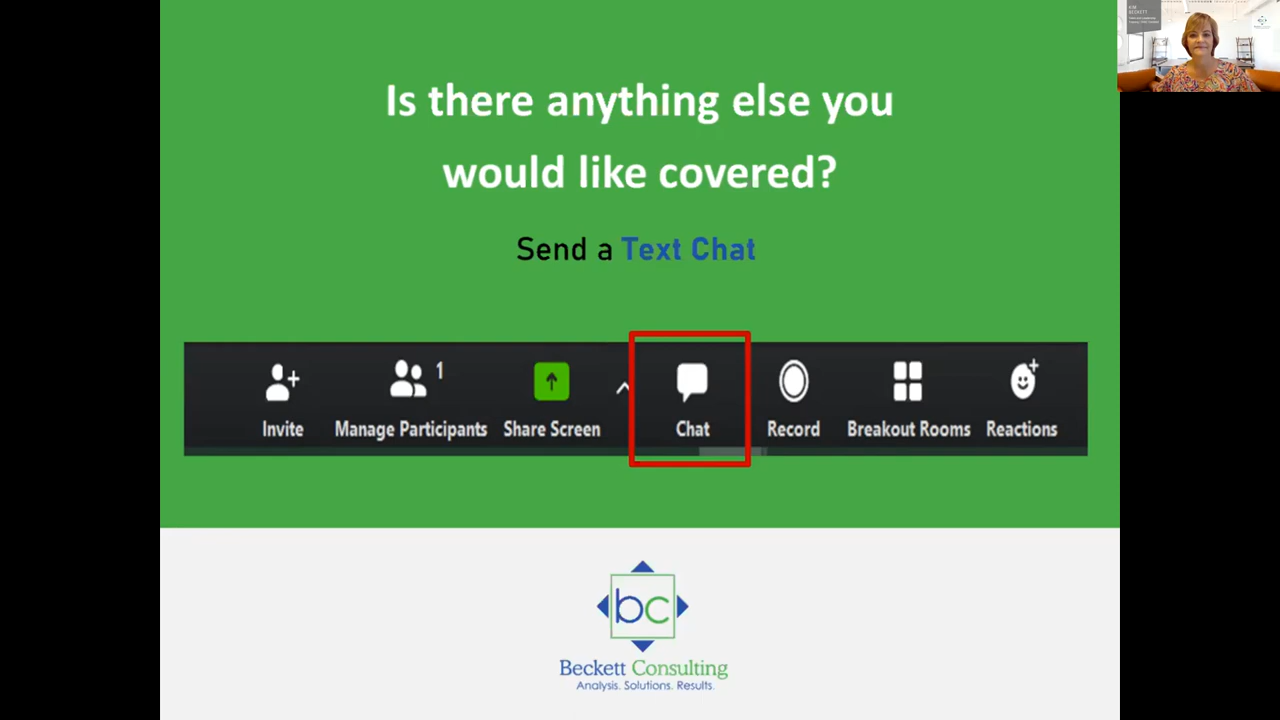 Is there anything else you
would like covered?
Send a Text Chat
1
Invite
Manage Participants
Share Screen
Chat
Record
Breakout Rooms
Reactions
bc
Beckett Consulting
Analysis. Solutions. Results.
BECKETT